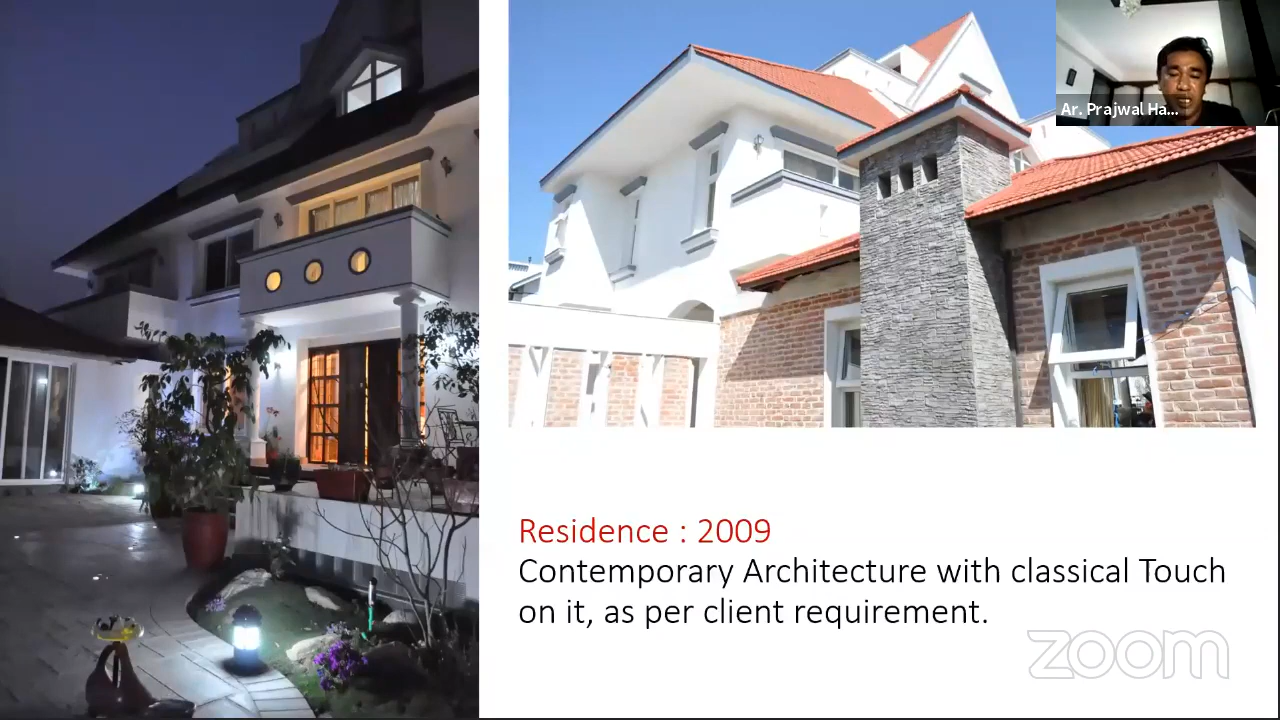 Ar. Prajwal Ha...
Residence : 2009
Contemporary Architecture with classical Touch
on it, as per client requirement.
zoom